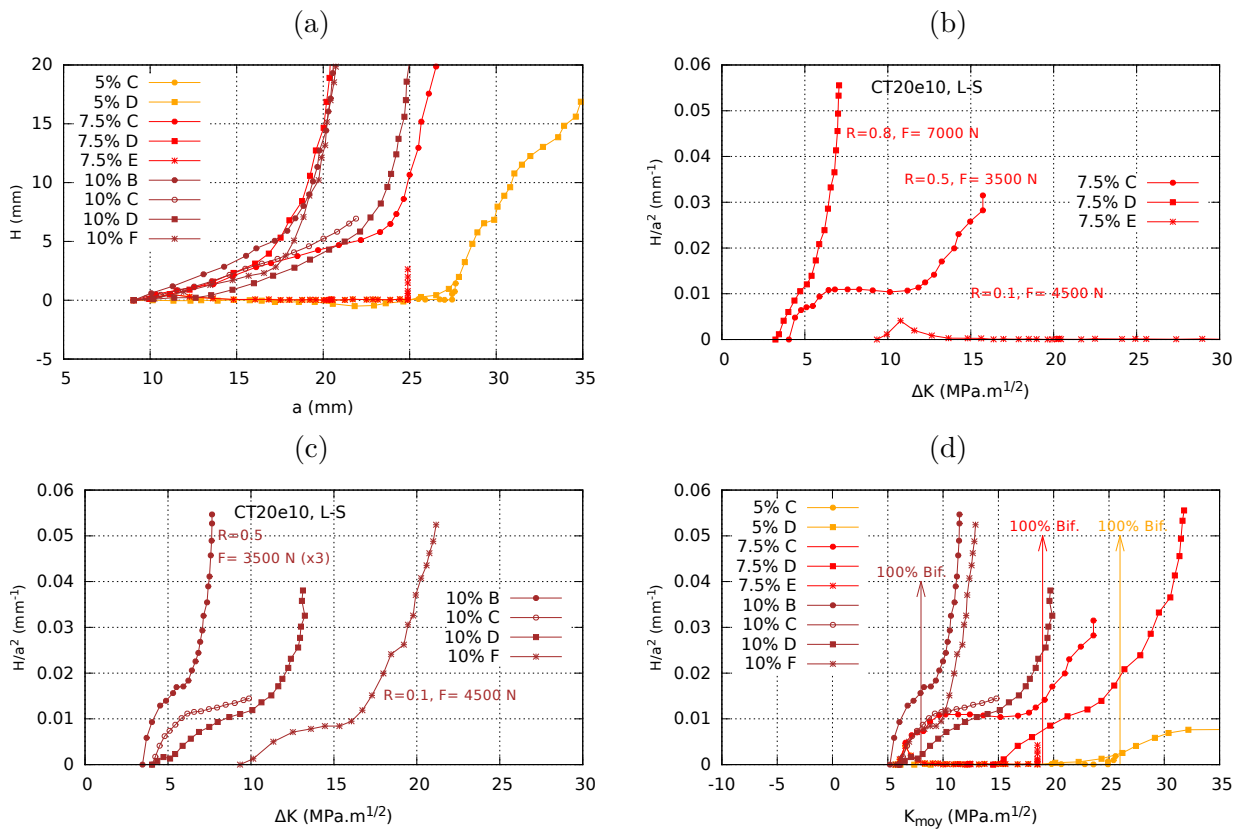 (a)
20
15
10
5
0
-5
H (mm)
5% C
5% D
7.5% C
7.5% D
7.5% E
10% B
10% C
10% D
10% F
5 10 15 20 25 30 35
a (mm)
(b)
0.06
0.05
0.04
0.03
0.02
0.01
0
H/a² (mm⁻¹)
CT20e10, L-S
R=0.8, F= 7000 N
R=0.5, F= 3500 N
7.5% C
7.5% D
7.5% E
R=0.1, F= 4500 N
0 5 10 15 20 25 30
ΔK (MPa.m^1/2)
(c)
0.06
0.05
0.04
0.03
0.02
0.01
0
H/a² (mm⁻¹)
CT20e10, L-S
R=0.5
F= 3500 N (x3)
10% B
10% C
10% D
10% F
R=0.1, F= 4500 N
0 5 10 15 20 25 30
ΔK (MPa.m^1/2)
(d)
0.06
0.05
0.04
0.03
0.02
0.01
0
H/a² (mm⁻¹)
5% C
5% D
7.5% C
7.5% D
7.5% E
10% B
10% C
10% D
10% F
100% Bif.
100% Bif.
100% Bif.
-10 -5 0 5 10 15 20 25 30 35
K_moy (MPa.m^1/2)